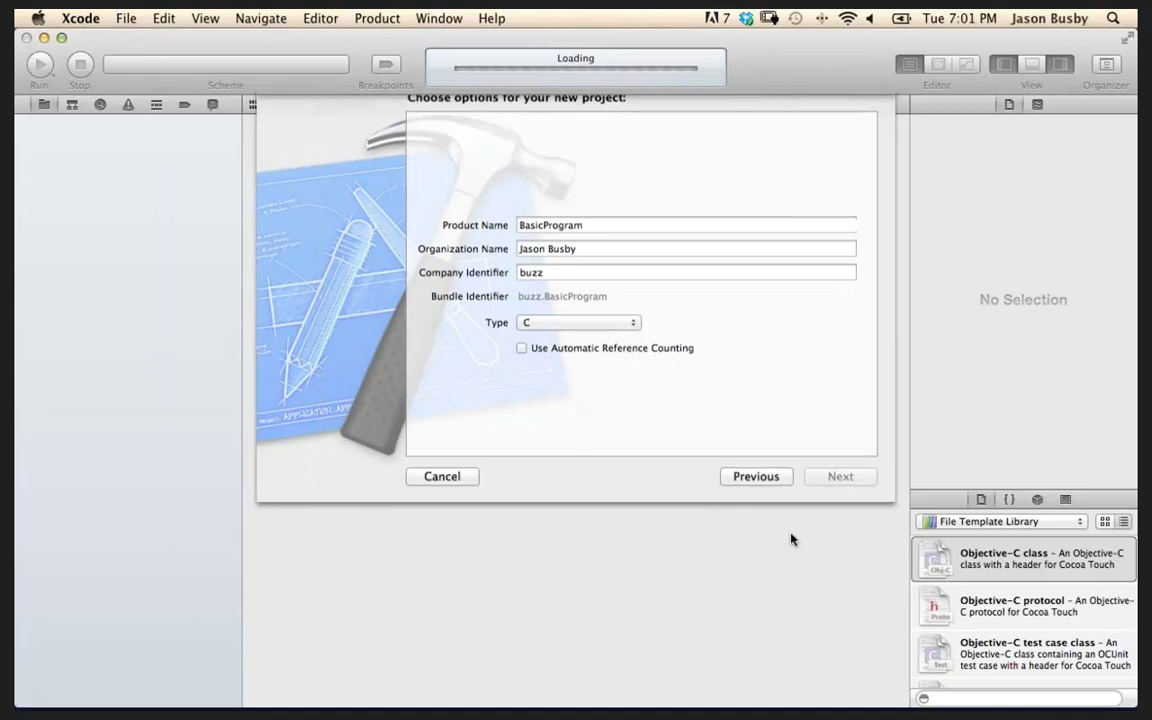 Xcode File Edit View Navigate Editor Product Window Help 7 Tue 7:01 PM Jason Busby
Loading
Run Stop Scheme Breakpoints Editor View Organizer
Choose options for your new project:
Product Name BasicProgram
Organization Name Jason Busby
Company Identifier buzz
Bundle Identifier buzz.BasicProgram
Type C
Use Automatic Reference Counting
Cancel Previous Next
No Selection
{}
File Template Library
Objective-C class - An Objective-C
class with a header for Cocoa Touch
Obj-C
Objective-C protocol - An Objective-
C protocol for Cocoa Touch
h
Proto
Objective-C test case class - An
Objective-C class containing an OCUnit
test case with a header for Cocoa Touch
Test